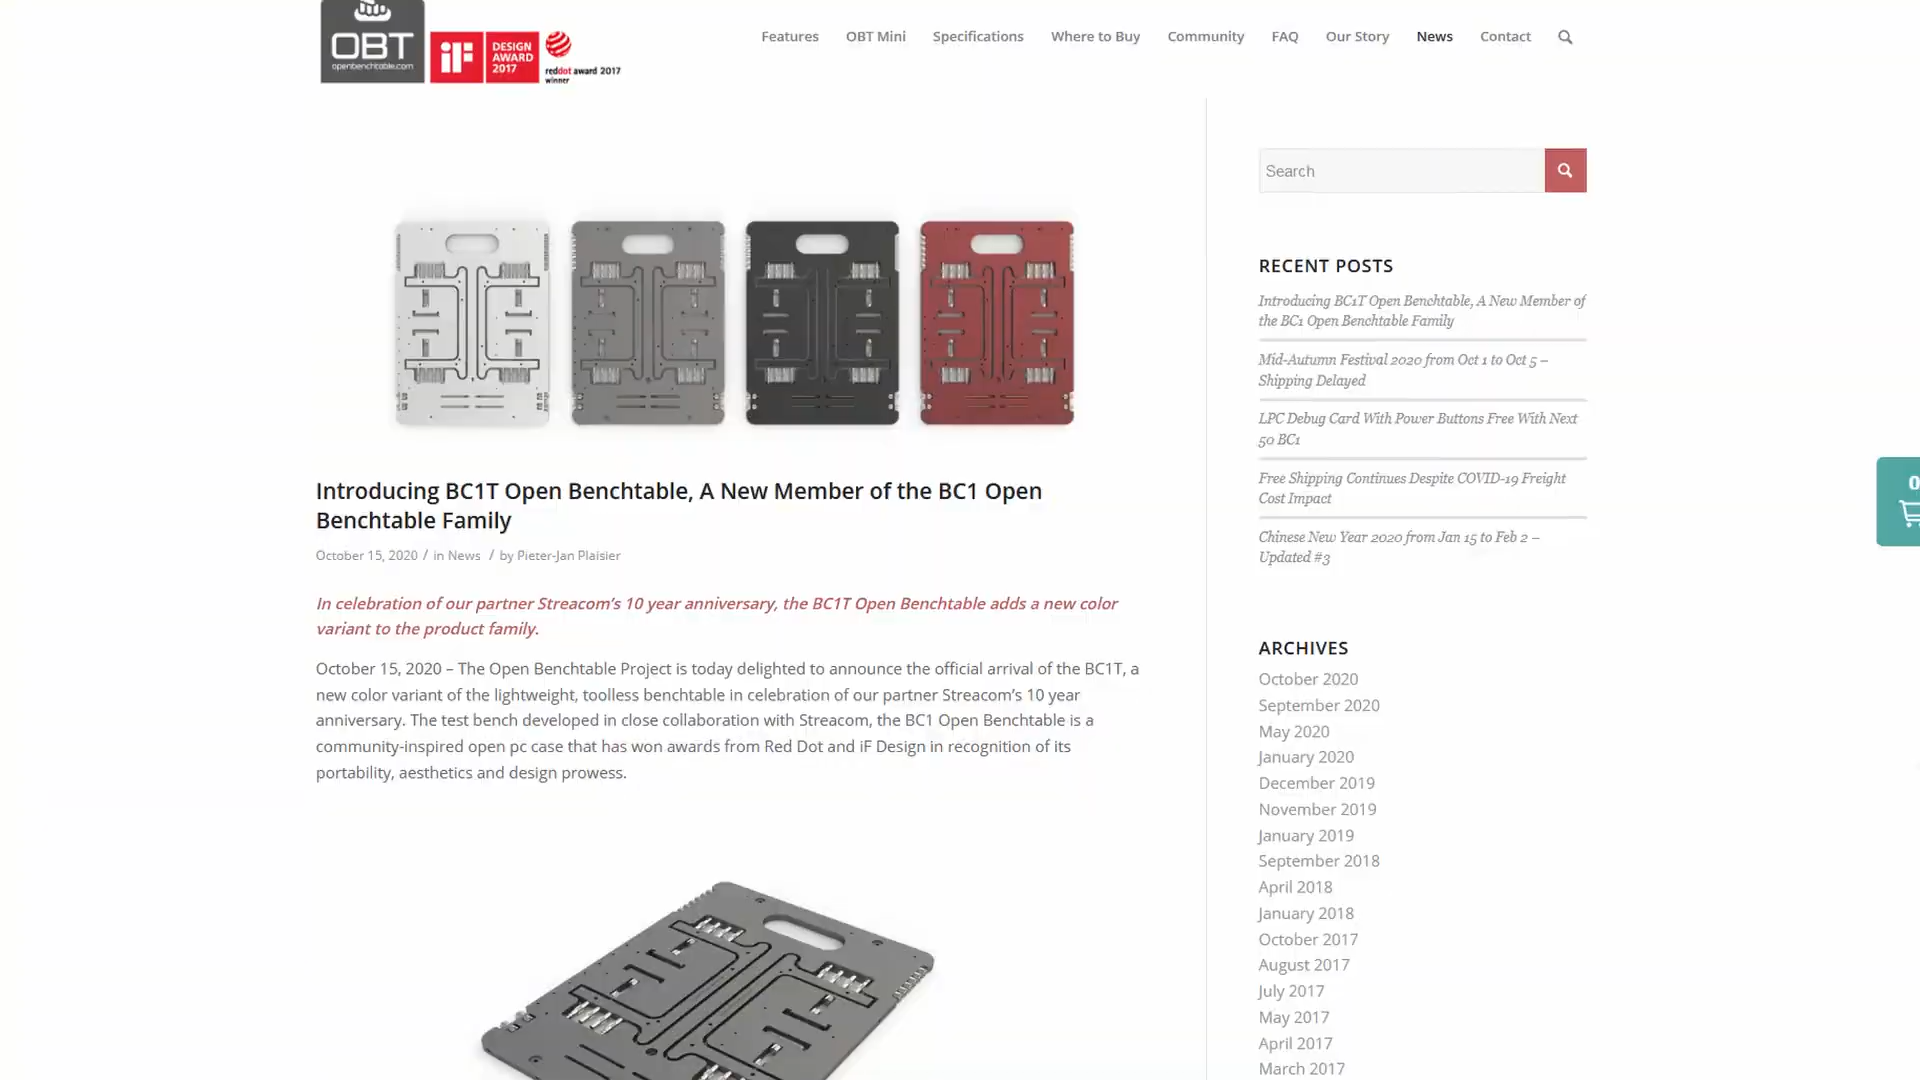 OBT
openbenchtable.com
iF
DESIGN
AWARD
2017
reddot award 2017
winner
Features
OBT Mini
Specifications
Where to Buy
Community
FAQ
Our Story
News
Contact
Search
Introducing BC1T Open Benchtable, A New Member of the BC1 Open
Benchtable Family
October 15, 2020 / in News / by Pieter-Jan Plaisier
In celebration of our partner Streacom’s 10 year anniversary, the BC1T Open Benchtable adds a new color
variant to the product family.
October 15, 2020 – The Open Benchtable Project is today delighted to announce the official arrival of the BC1T, a
new color variant of the lightweight, toolless benchtable in celebration of our partner Streacom’s 10 year
anniversary. The test bench developed in close collaboration with Streacom, the BC1 Open Benchtable is a
community-inspired open pc case that has won awards from Red Dot and iF Design in recognition of its
portability, aesthetics and design prowess.
RECENT POSTS
Introducing BC1T Open Benchtable, A New Member of
the BC1 Open Benchtable Family
Mid-Autumn Festival 2020 from Oct 1 to Oct 5 –
Shipping Delayed
LPC Debug Card With Power Buttons Free With Next
50 BC1
Free Shipping Continues Despite COVID-19 Freight
Cost Impact
Chinese New Year 2020 from Jan 15 to Feb 2 –
Updated #3
ARCHIVES
October 2020
September 2020
May 2020
January 2020
December 2019
November 2019
January 2019
September 2018
April 2018
January 2018
October 2017
August 2017
July 2017
May 2017
April 2017
March 2017
0